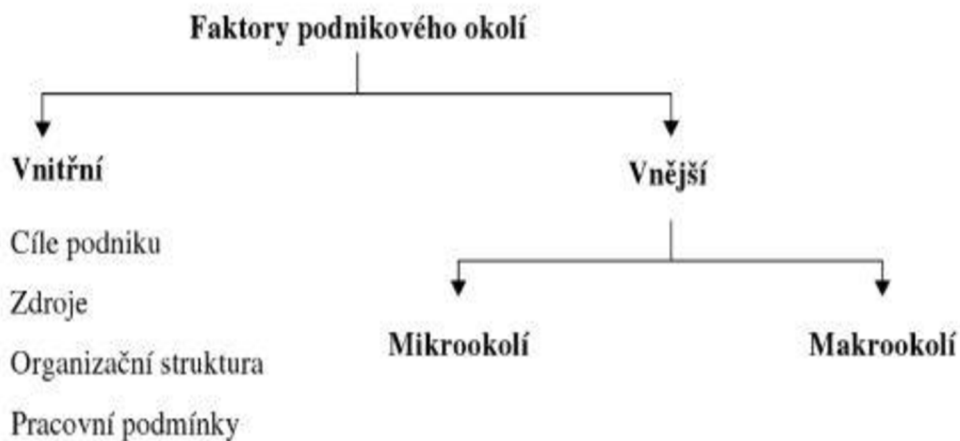 Faktory podnikového okolí
Vnitřní
Vnější
Cíle podniku
Zdroje
Mikrookolí
Makrookolí
Organizační struktura
Pracovní podmínky